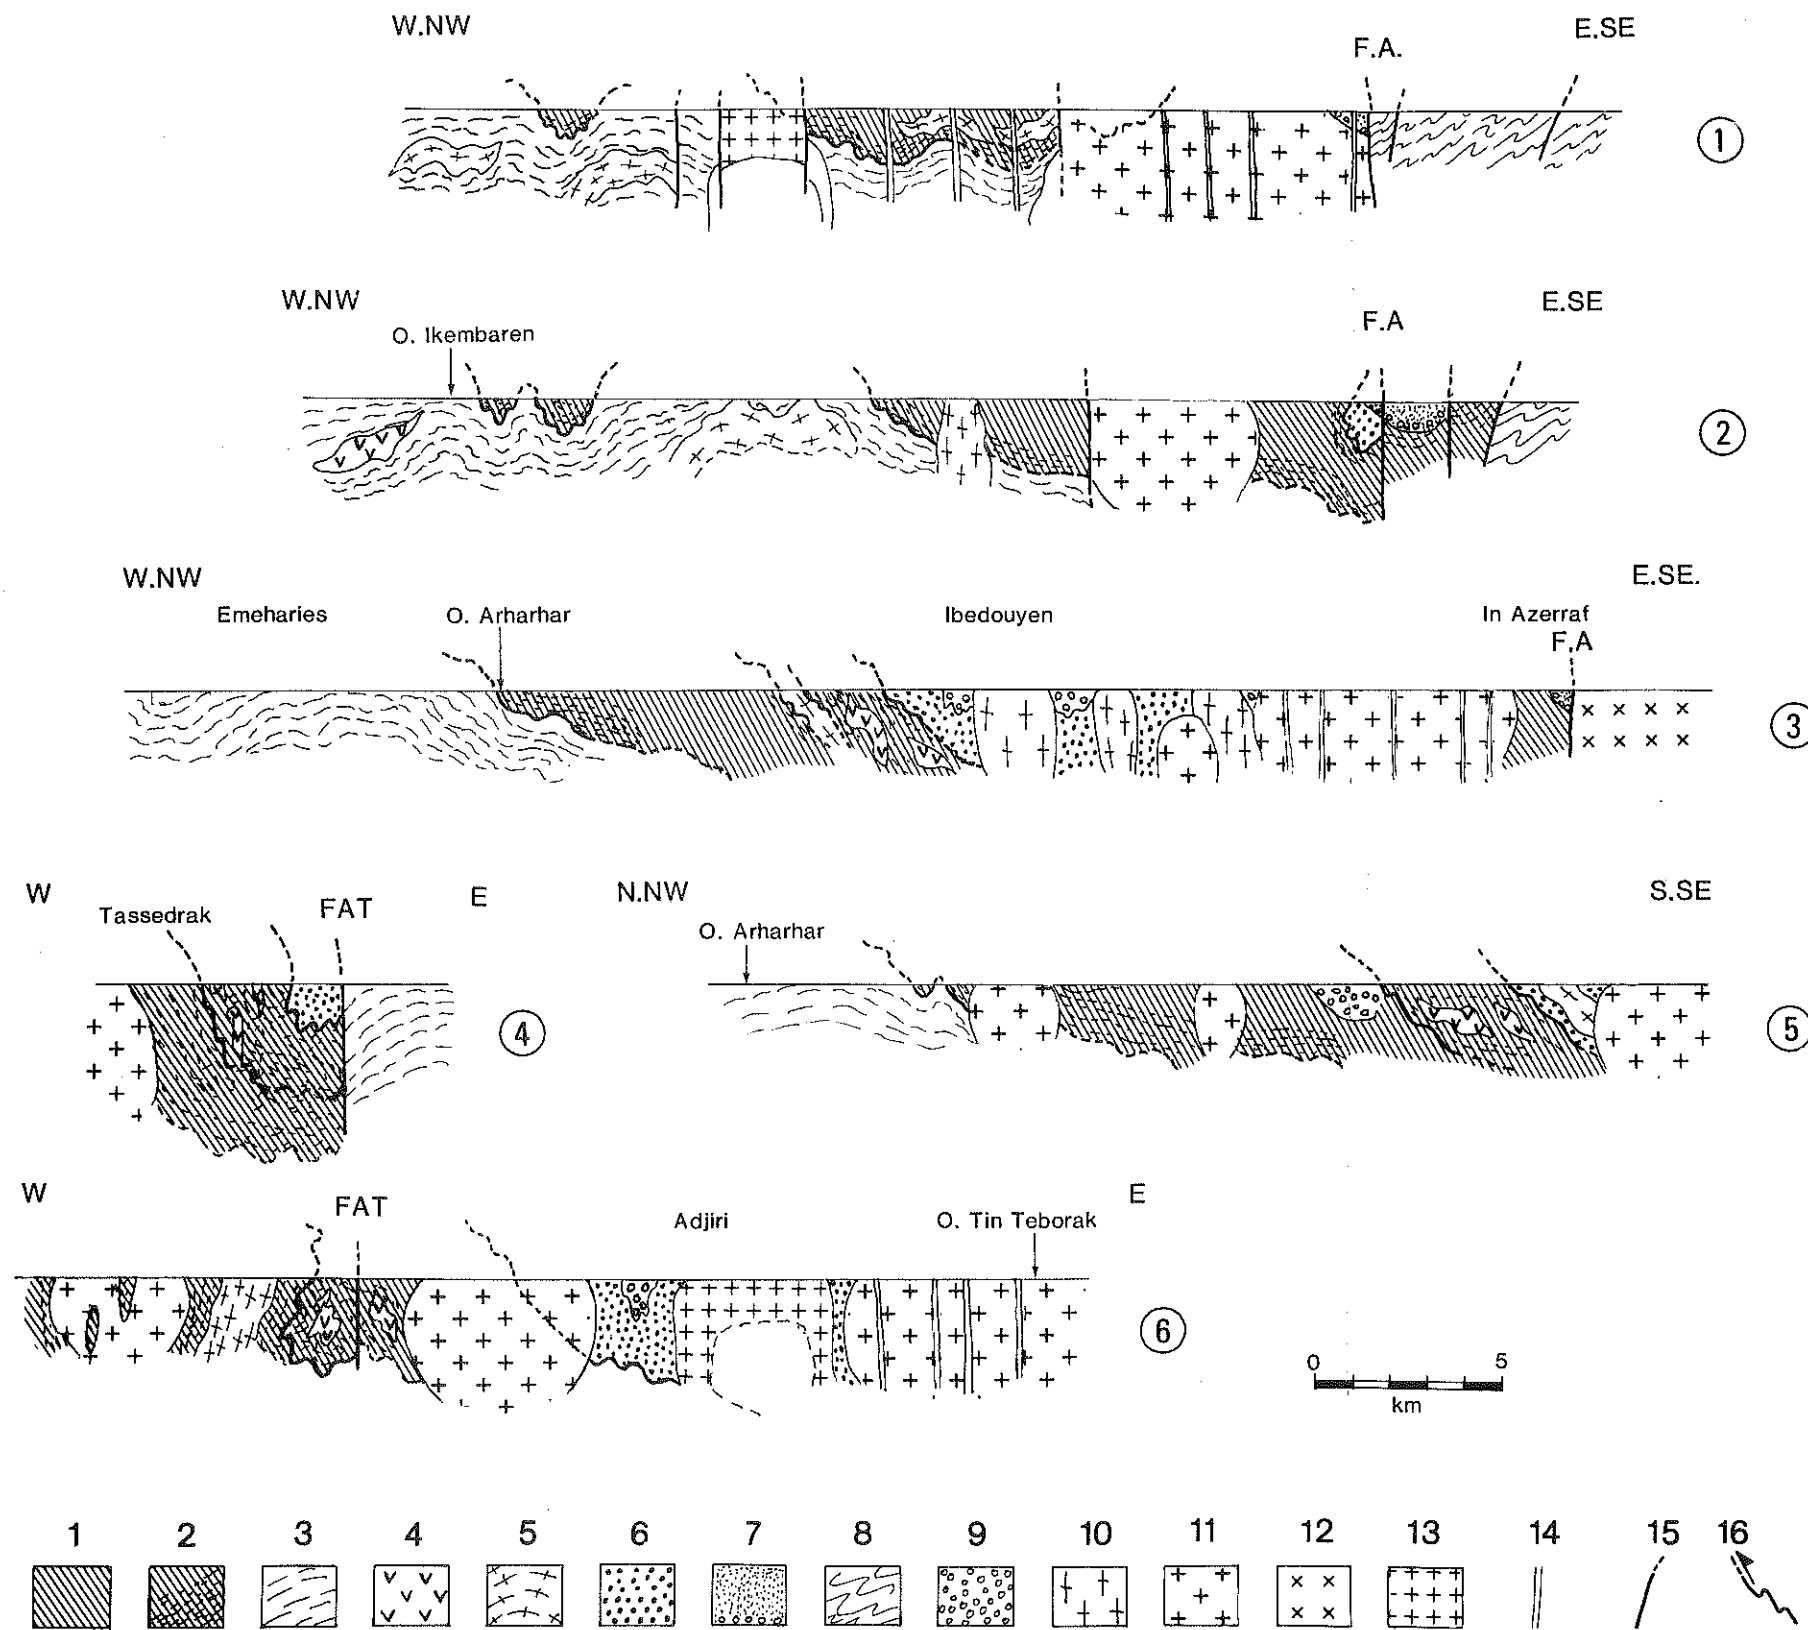 W.NW
E.SE
F.A.
1
W.NW
E.SE
F.A
O. Ikembaren
2
W.NW
E.SE.
Emeharies
O. Arharhar
Ibedouyen
In Azerraf
F.A
3
W
Tassedrak
FAT
E
4
N.NW
S.SE
O. Arharhar
5
W
FAT
Adjiri
O. Tin Teborak
E
6
0 5
km
1 2 3 4 5 6 7 8 9 10 11 12 13 14 15 16